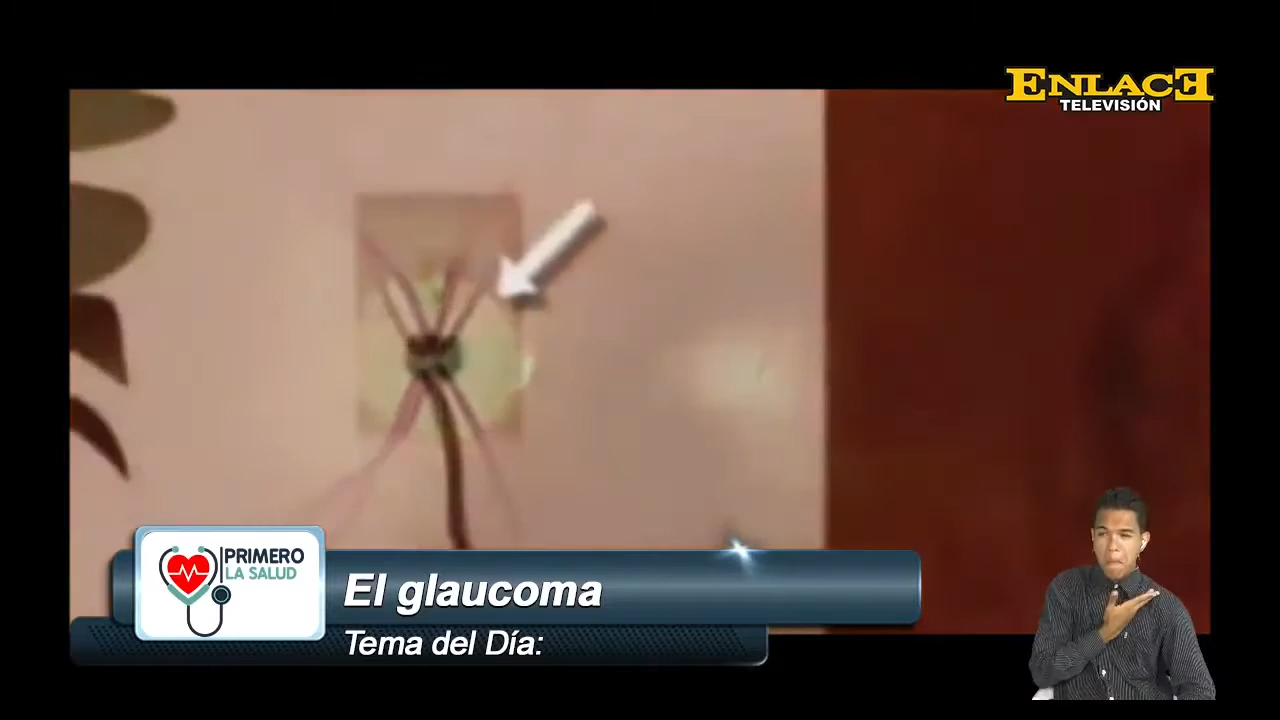 ENLACE
TELEVISIÓN
PRIMERO
LA SALUD
El glaucoma
Tema del Día: